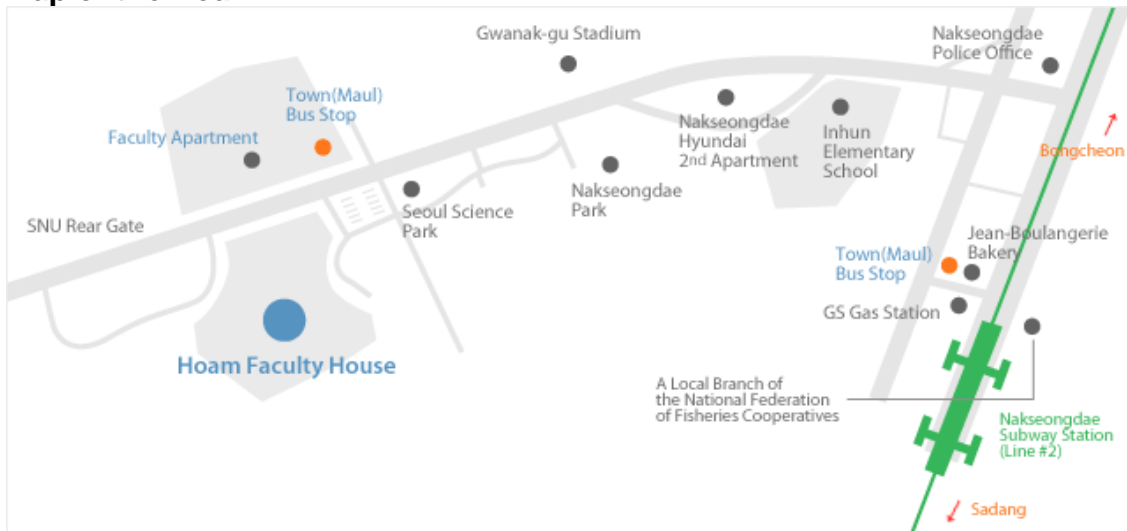 Gwanak-gu Stadium
Nakseongdae
Police Office
Town(Maul)
Bus Stop
Faculty Apartment
Nakseongdae
Hyundai
2nd Apartment
Inhun
Elementary
School
Bongcheon
Nakseongdae
Park
Seoul Science
Park
SNU Rear Gate
Jean-Boulangerie
Bakery
Town(Maul)
Bus Stop
GS Gas Station
Hoam Faculty House
A Local Branch of
the National Federation
of Fisheries Cooperatives
Nakseongdae
Subway Station
(Line #2)
Sadang